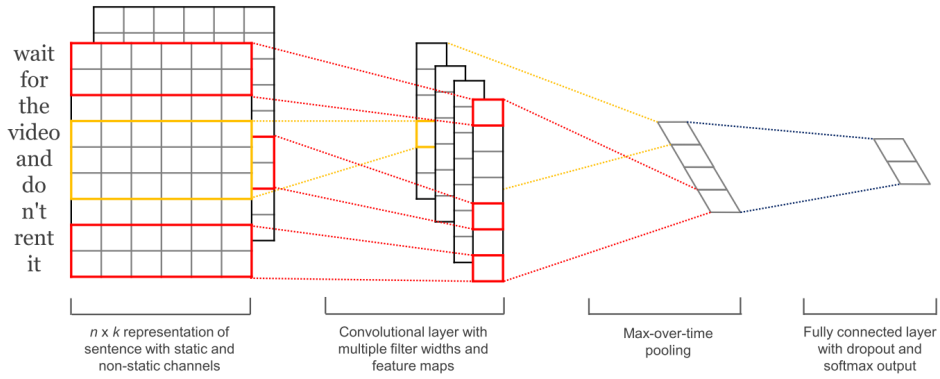 wait
for
the
video
and
do
n't
rent
it
n x k representation of
sentence with static and
non-static channels
Convolutional layer with
multiple filter widths and
feature maps
Max-over-time
pooling
Fully connected layer
with dropout and
softmax output